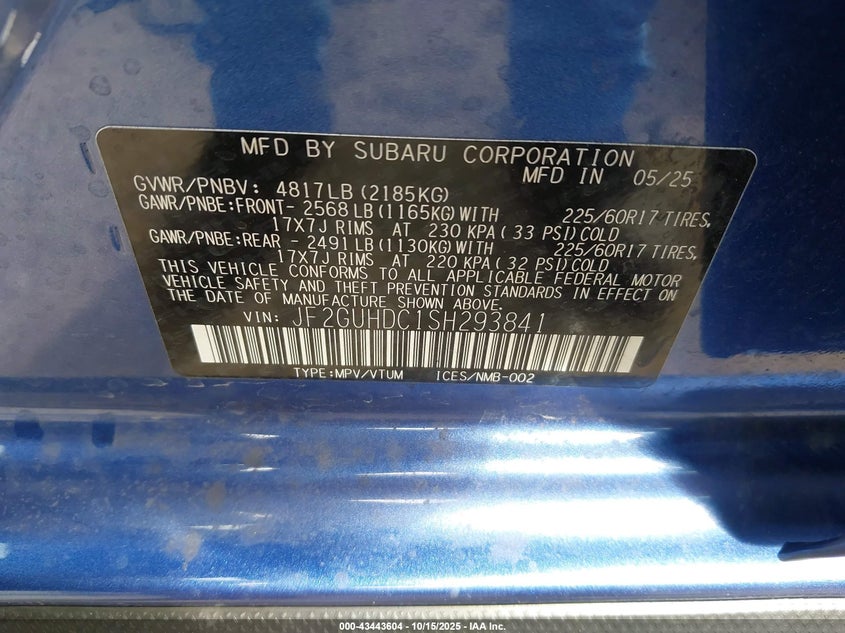 MFD BY SUBARU CORPORATION
MFD IN 05/25
GVWR/PNBV: 4817LB (2185KG)
GAWR/PNBE:FRONT- 2568LB (1165KG) WITH 225/60R17 TIRES,
17X7J RIMS AT 230 KPA ( 33 PSI) COLD
GAWR/PNBE:REAR - 2491LB (1130KG) WITH 225/60R17 TIRES,
17X7J RIMS AT 220 KPA ( 32 PSI) COLD
THIS VEHICLE CONFORMS TO ALL APPLICABLE FEDERAL MOTOR
VEHICLE SAFETY AND THEFT PREVENTION STANDARDS IN EFFECT ON
THE DATE OF MANUFACTURE SHOWN ABOVE.
VIN: JF2GUHDC1SH293841
TYPE:MPV/VTUM ICES/NMB-002
000-43443604 - 10/15/2025 - IAA Inc.